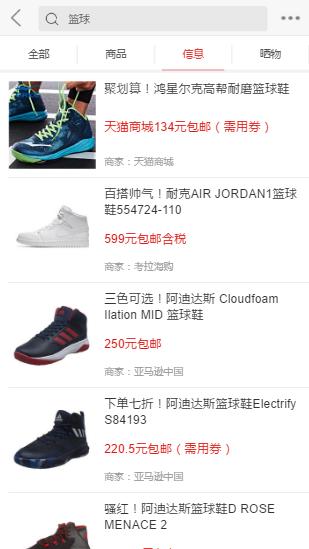 篮球
全部 商品 信息 晒物
聚划算！鸿星尔克高帮耐磨篮球鞋
天猫商城134元包邮（需用券）
商家：天猫商城
百搭帅气！耐克AIR JORDAN1篮球
鞋554724-110
599元包邮含税
商家：考拉海购
三色可选！阿迪达斯 Cloudfoam
Ilation MID 篮球鞋
250元包邮
商家：亚马逊中国
下单七折！阿迪达斯篮球鞋Electrify
S84193
220.5元包邮（需用券）
商家：亚马逊中国
骚红！阿迪达斯篮球鞋D ROSE
MENACE 2